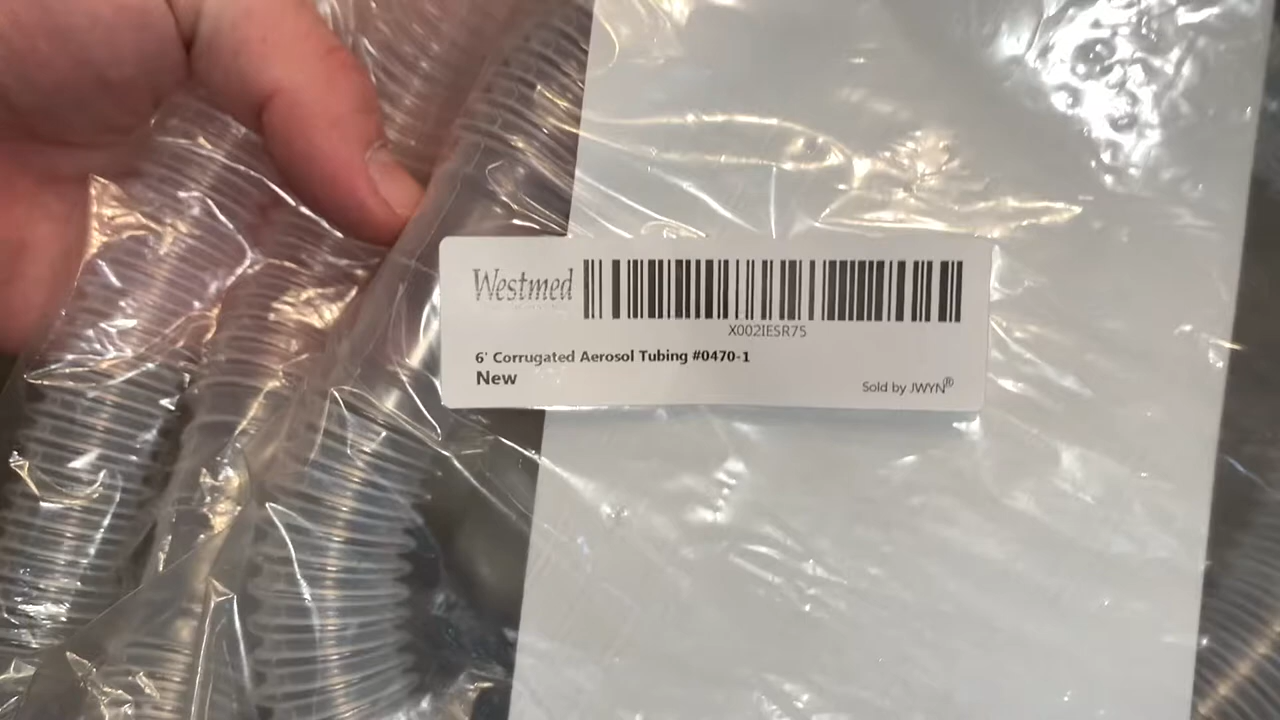 Westmed
X002IESR75
6' Corrugated Aerosol Tubing #0470-1
New
Sold by JWYN®